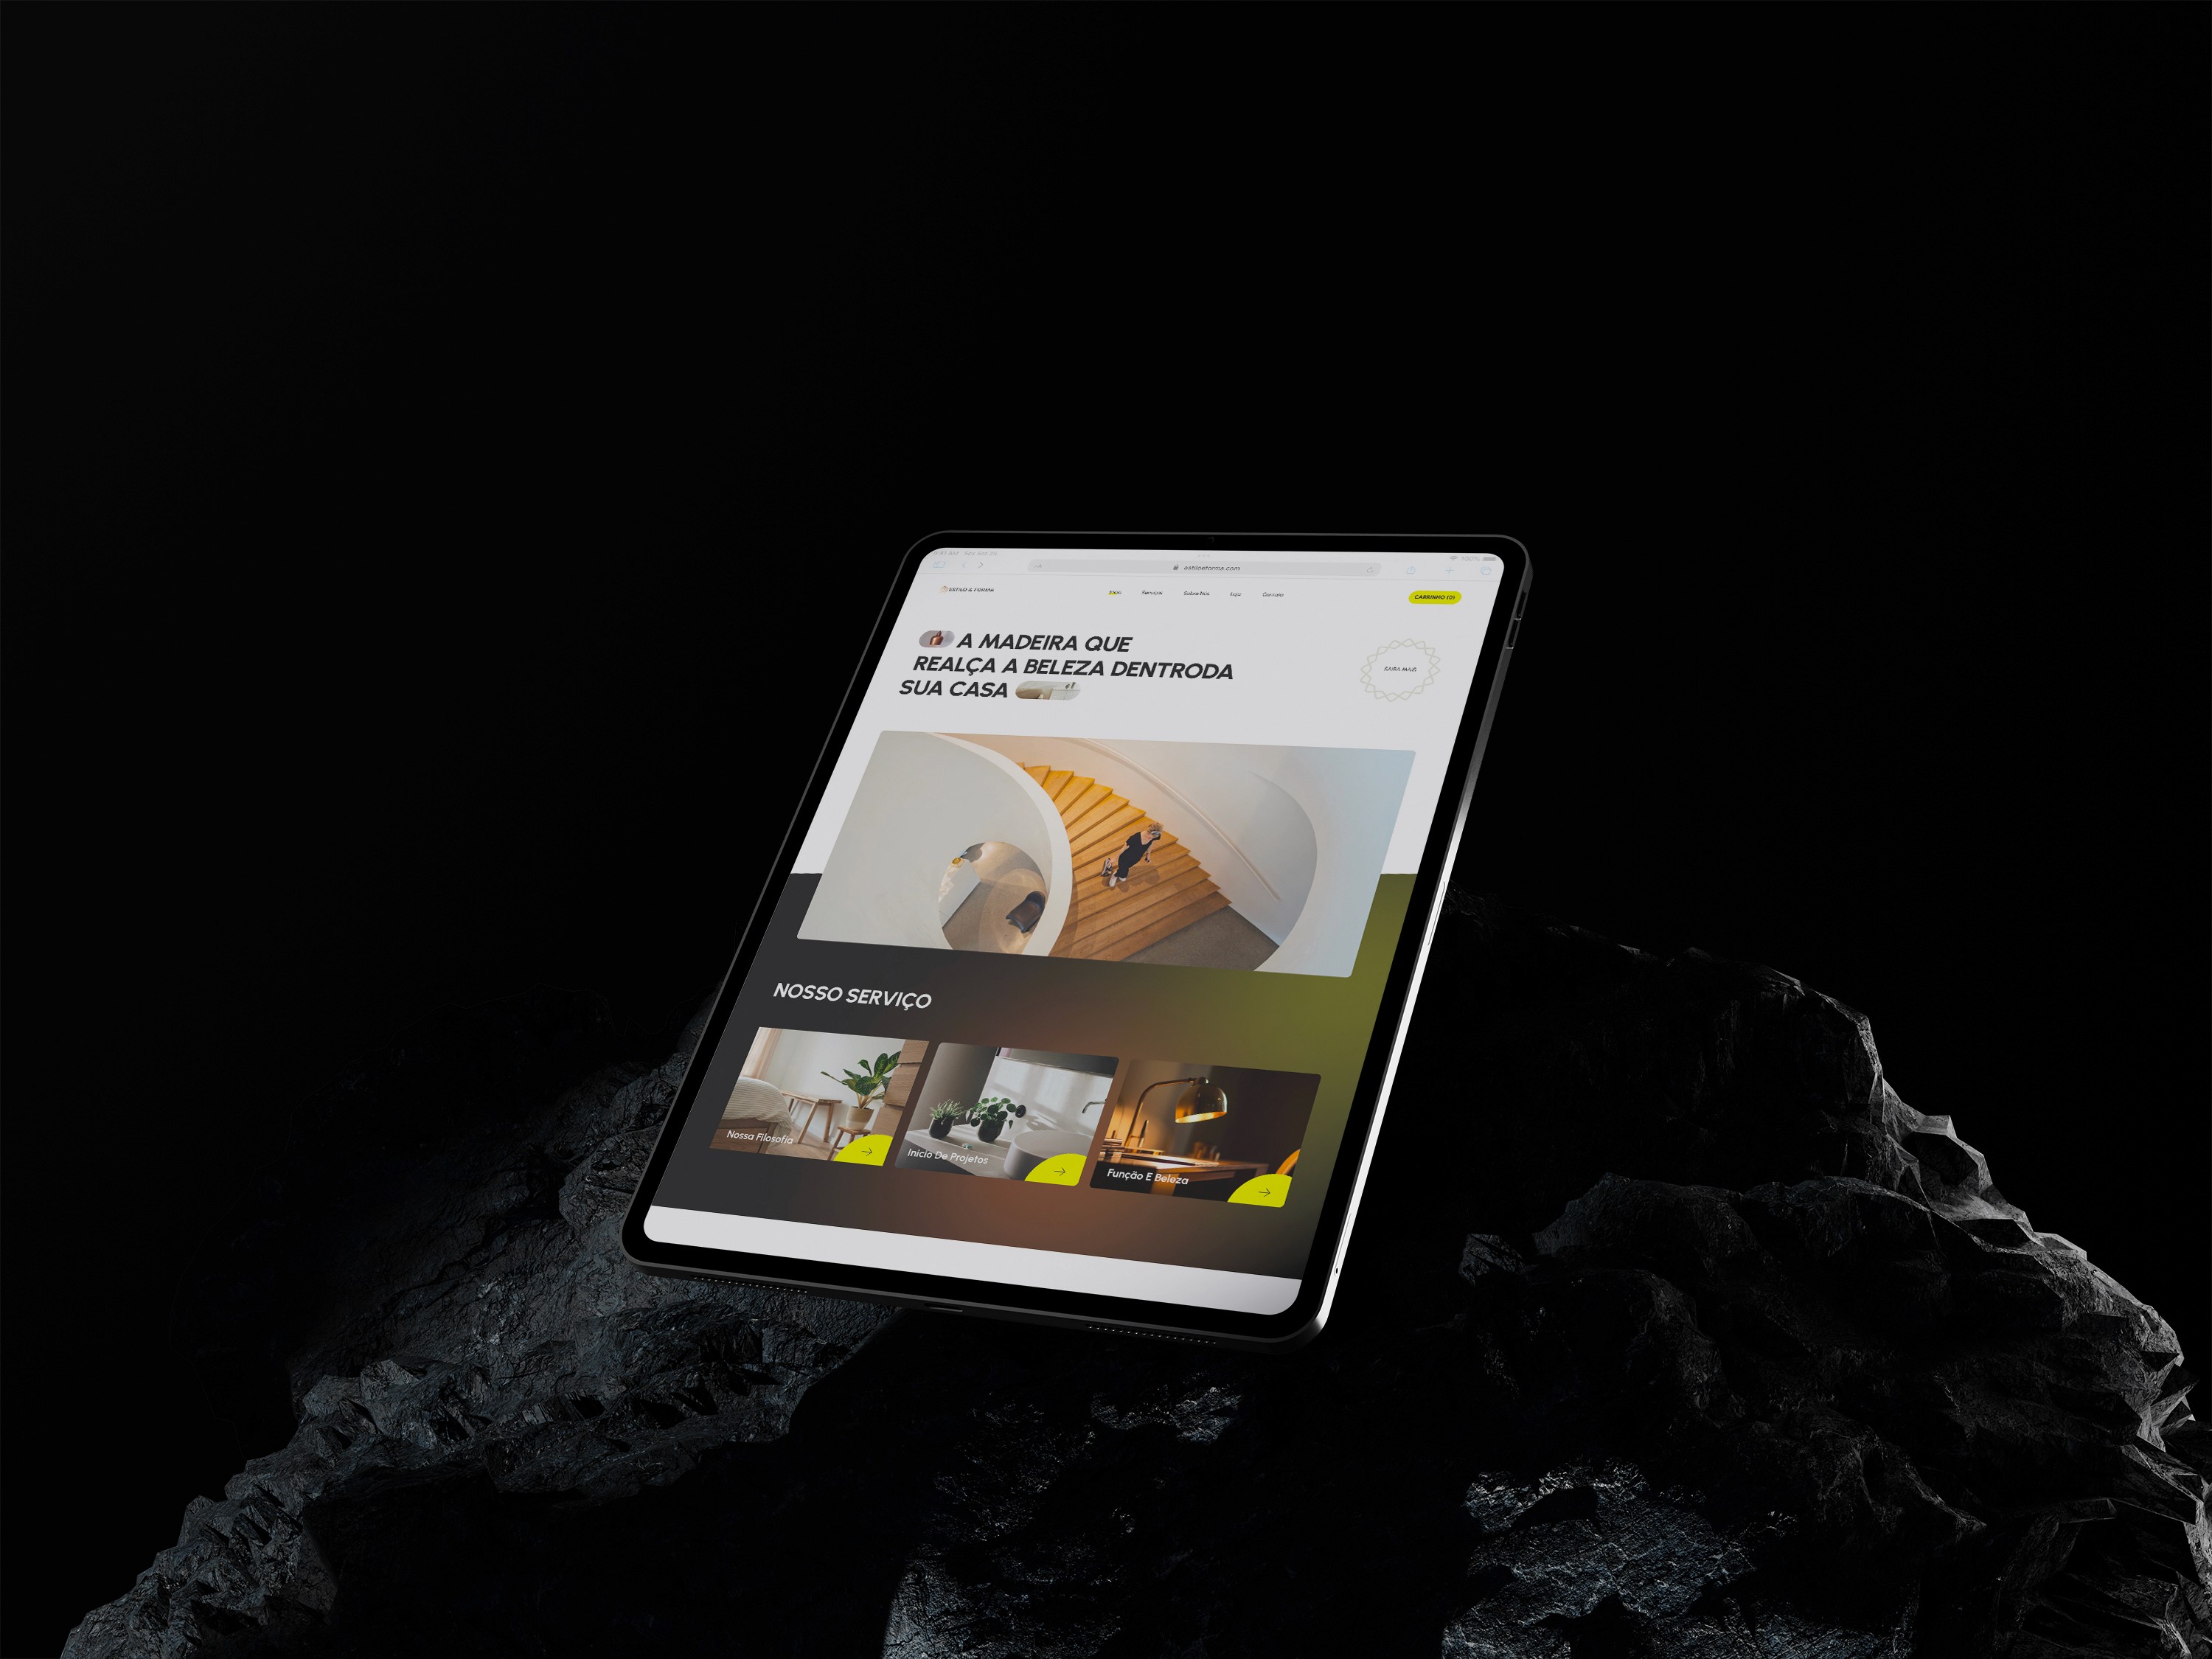 100%
estiloeforma.com
ESTILO & FORMA
Início Serviços Sobre Nós Loja Contato
CARRINHO (0)
A MADEIRA QUE
REALÇA A BELEZA DENTRODA
SUA CASA
SAIBA MAIS
NOSSO SERVIÇO
Nossa Filosofia
Início De Projetos
Função E Beleza